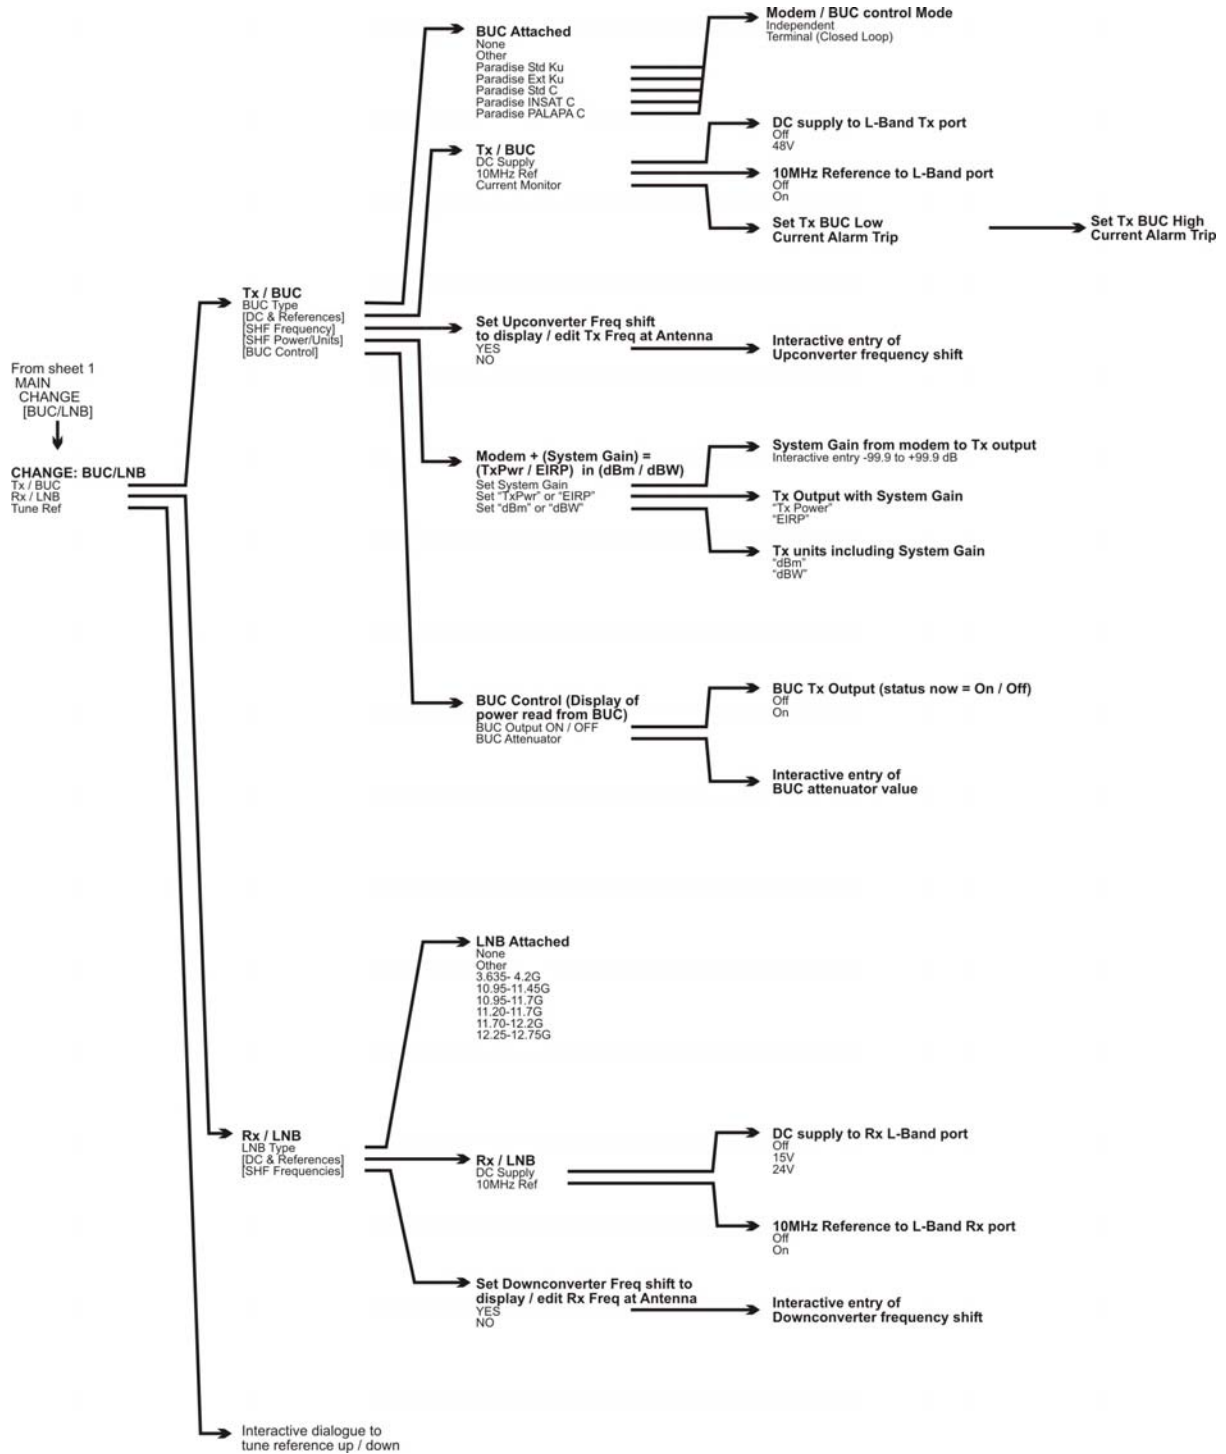 From sheet 1
MAIN
CHANGE
[BUC/LNB]
CHANGE: BUC/LNB
Tx / BUC
Rx / LNB
Tune Ref
Tx / BUC
BUC Type
[DC & References]
[SHF Frequency]
[SHF Power/Units]
[BUC Control]
BUC Attached
None
Other
Paradise Std Ku
Paradise Ext Ku
Paradise Std C
Paradise INSAT C
Paradise PALAPA C
Modem / BUC control Mode
Independent
Terminal (Closed Loop)
Tx / BUC
DC Supply
10MHz Ref
Current Monitor
DC supply to L-Band Tx port
Off
48V
10MHz Reference to L-Band port
Off
On
Set Tx BUC Low
Current Alarm Trip
Set Tx BUC High
Current Alarm Trip
Set Upconverter Freq shift
to display / edit Tx Freq at Antenna
YES
NO
Interactive entry of
Upconverter frequency shift
Modem + (System Gain) =
(TxPwr / EIRP) in (dBm / dBW)
Set System Gain
Set “TxPwr” or “EIRP”
Set “dBm” or “dBW”
System Gain from modem to Tx output
Interactive entry -99.9 to +99.9 dB
Tx Output with System Gain
“Tx Power”
“EIRP”
Tx units including System Gain
“dBm”
“dBW”
BUC Control (Display of
power read from BUC)
BUC Output ON / OFF
BUC Attenuator
BUC Tx Output (status now = On / Off)
Off
On
Interactive entry of
BUC attenuator value
Rx / LNB
LNB Type
[DC & References]
[SHF Frequencies]
LNB Attached
None
Other
3.635- 4.2G
10.95-11.45G
10.95-11.7G
11.20-11.7G
11.70-12.2G
12.25-12.75G
Rx / LNB
DC Supply
10MHz Ref
DC supply to Rx L-Band port
Off
15V
24V
10MHz Reference to L-Band Rx port
Off
On
Set Downconverter Freq shift to
display / edit Rx Freq at Antenna
YES
NO
Interactive entry of
Downconverter frequency shift
Interactive dialogue to
tune reference up / down